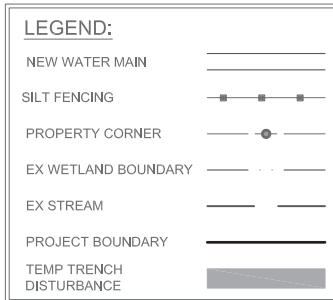 LEGEND:
NEW WATER MAIN
SILT FENCING
PROPERTY CORNER
EX WETLAND BOUNDARY
EX STREAM
PROJECT BOUNDARY
TEMP TRENCH
DISTURBANCE